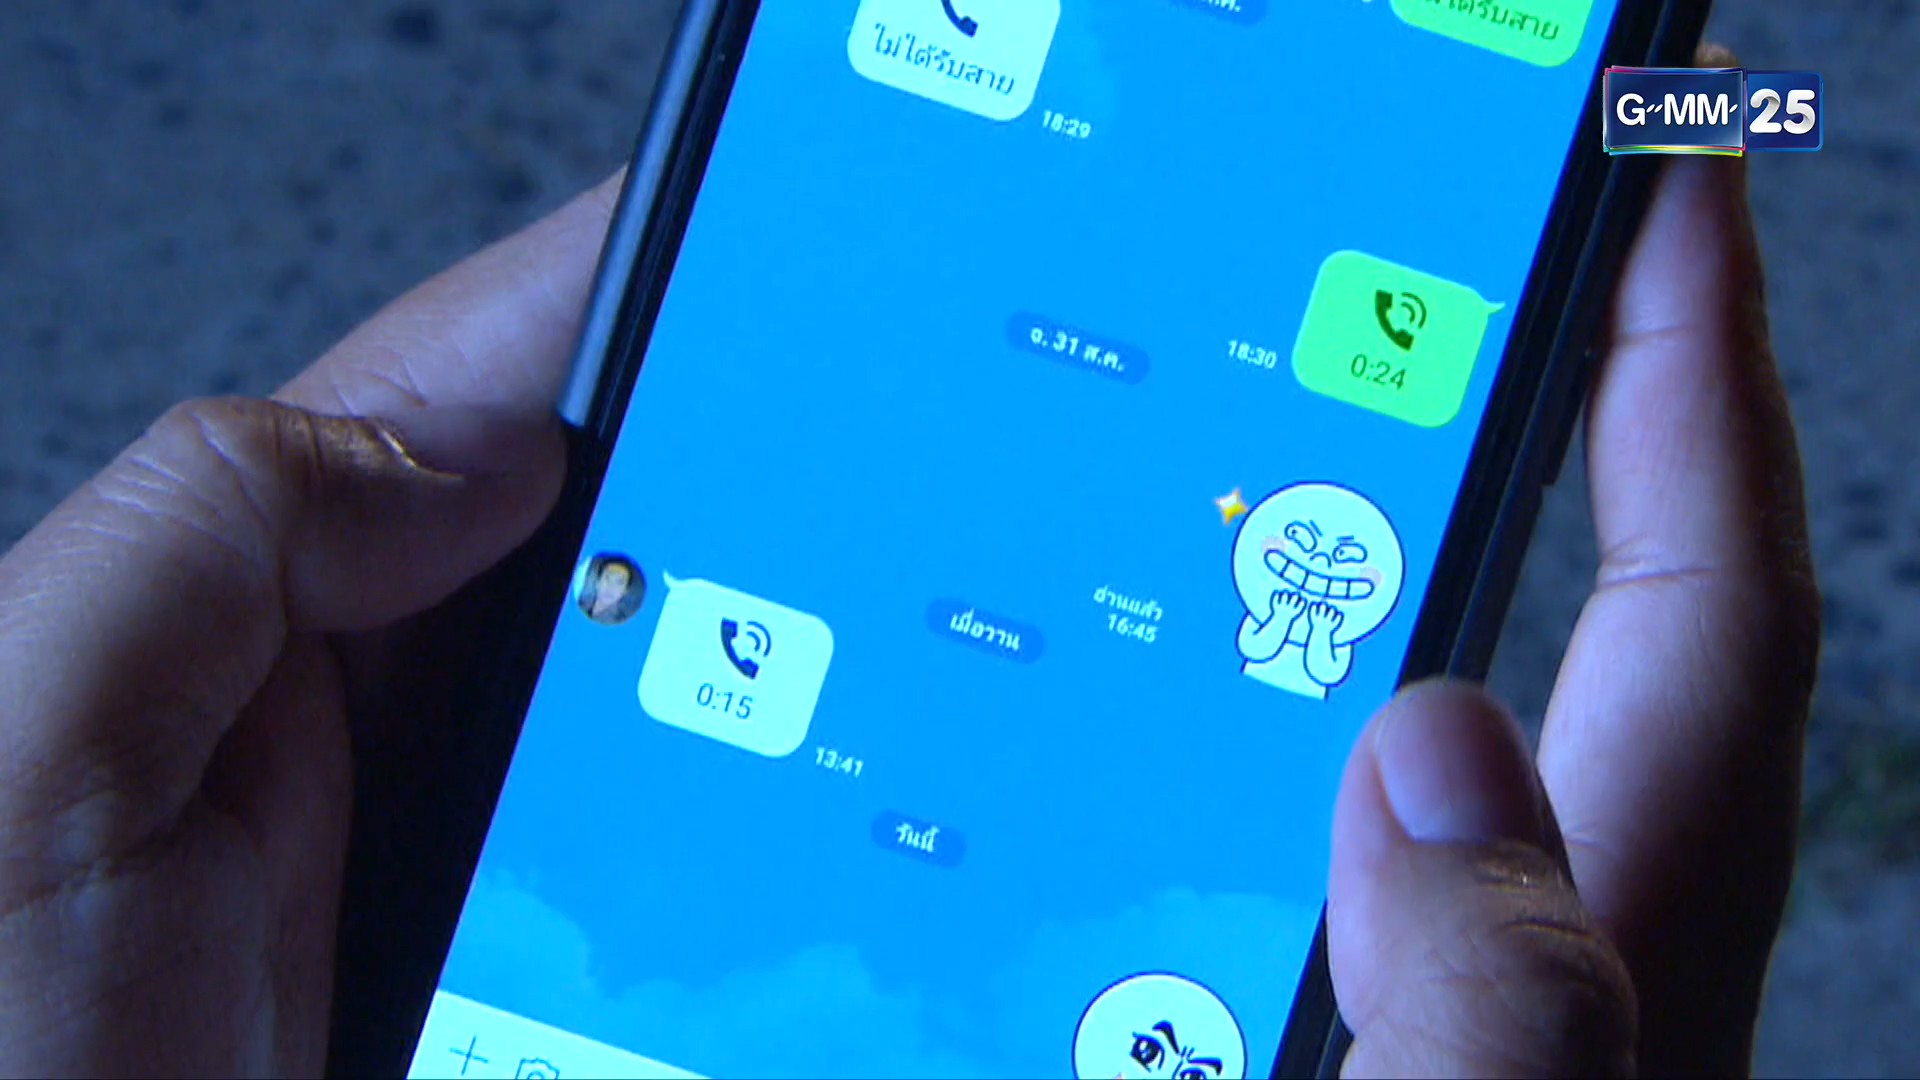 ได้รับสาย
ไม่ได้รับสาย
18:29
GMM 25
จ. 31 ส.ค.
18:30
0:24
อ่านแล้ว
16:45
เมื่อวาน
0:15
13:41
วันนี้